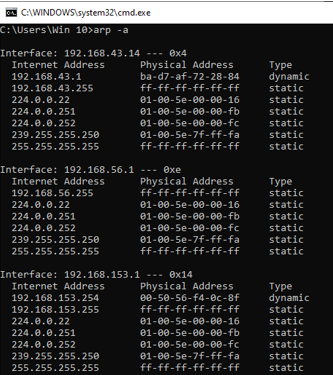 C:\WINDOWS\system32\cmd.exe
C:\Users\Win 10>arp -a
Interface: 192.168.43.14 --- 0x4
Internet Address Physical Address Type
192.168.43.1 ba-d7-af-72-28-84 dynamic
192.168.43.255 ff-ff-ff-ff-ff-ff static
224.0.0.22 01-00-5e-00-00-16 static
224.0.0.251 01-00-5e-00-00-fb static
224.0.0.252 01-00-5e-00-00-fc static
239.255.255.250 01-00-5e-7f-ff-fa static
255.255.255.255 ff-ff-ff-ff-ff-ff static
Interface: 192.168.56.1 --- 0xe
Internet Address Physical Address Type
192.168.56.255 ff-ff-ff-ff-ff-ff static
224.0.0.22 01-00-5e-00-00-16 static
224.0.0.251 01-00-5e-00-00-fb static
224.0.0.252 01-00-5e-00-00-fc static
239.255.255.250 01-00-5e-7f-ff-fa static
Interface: 192.168.153.1 --- 0x14
Internet Address Physical Address Type
192.168.153.254 00-50-56-f4-0c-8f dynamic
192.168.153.255 ff-ff-ff-ff-ff-ff static
224.0.0.22 01-00-5e-00-00-16 static
224.0.0.251 01-00-5e-00-00-fb static
224.0.0.252 01-00-5e-00-00-fc static
239.255.255.250 01-00-5e-7f-ff-fa static
255.255.255.255 ff-ff-ff-ff-ff-ff static